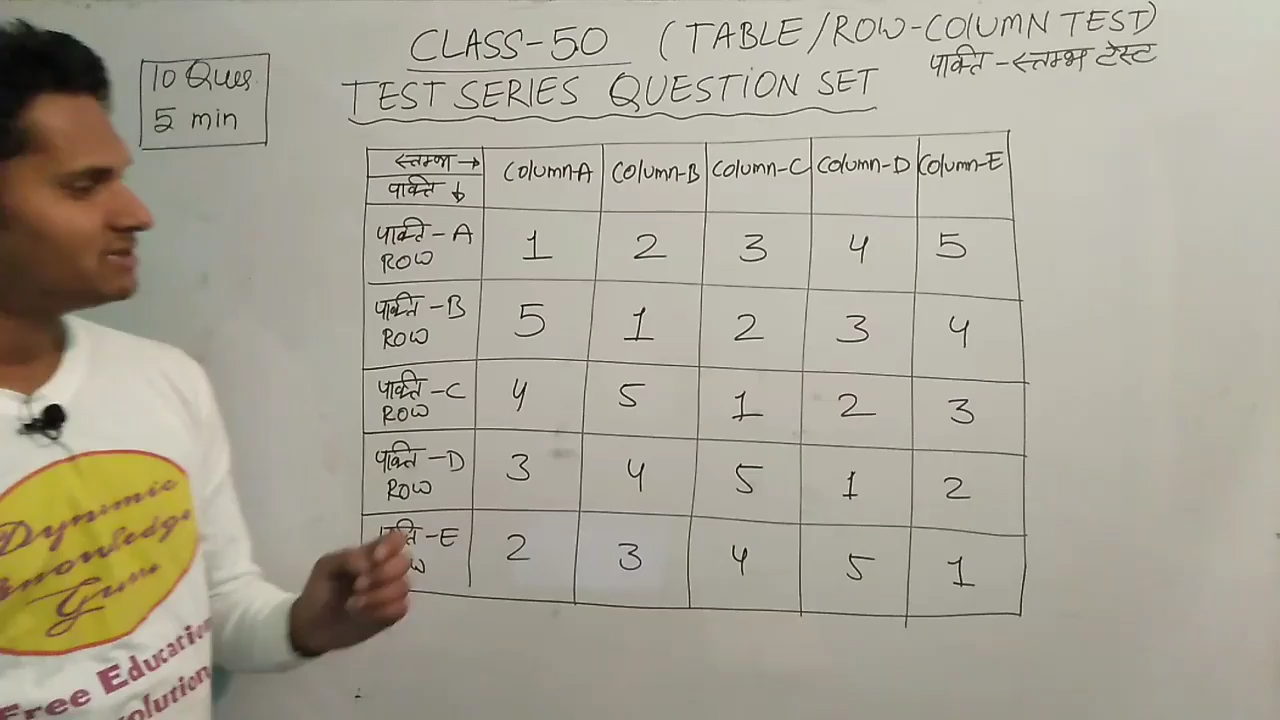 CLASS-50 (TABLE/ROW-COLUMN TEST)
पाक्ति-स्तम्भ टेस्ट
TEST SERIES QUESTION SET
10 Ques
5 min
स्तम्भ → Column-A Column-B Column-C Column-D Column-E
पाक्ति ↓
पाक्ति-A ROW 1 2 3 4 5
पाक्ति-B ROW 5 1 2 3 4
पाक्ति-C ROW 4 5 1 2 3
पाक्ति-D ROW 3 4 5 1 2
-E 2 3 4 5 1
Dynamic
Knowledge
Guru
Free Education